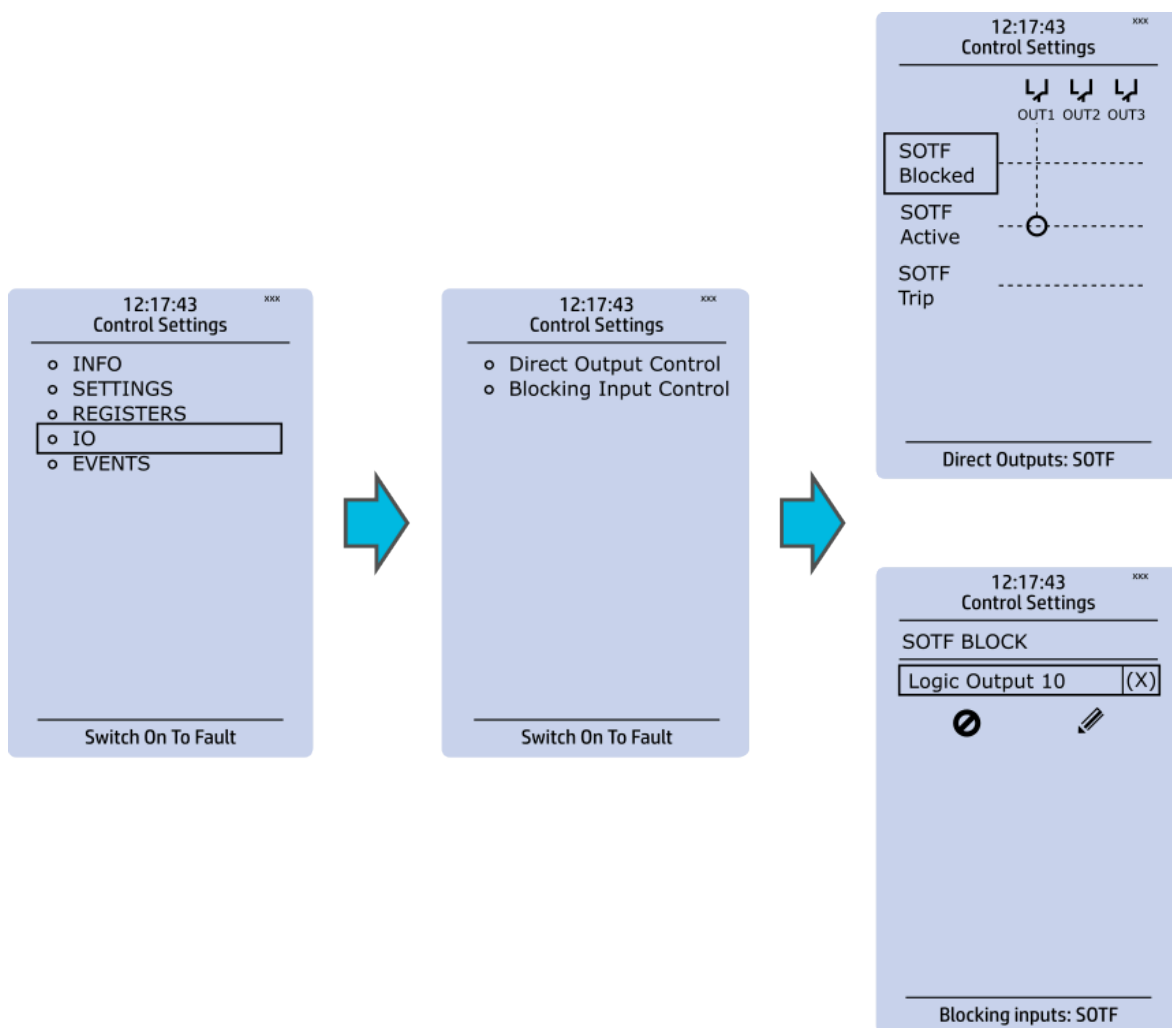 12:17:43 xxx
Control Settings
INFO
SETTINGS
REGISTERS
IO
EVENTS
Switch On To Fault
12:17:43 xxx
Control Settings
Direct Output Control
Blocking Input Control
Switch On To Fault
12:17:43 xxx
Control Settings
OUT1 OUT2 OUT3
SOTF
Blocked
SOTF
Active
SOTF
Trip
Direct Outputs: SOTF
12:17:43 xxx
Control Settings
SOTF BLOCK
Logic Output 10 (X)
Blocking inputs: SOTF